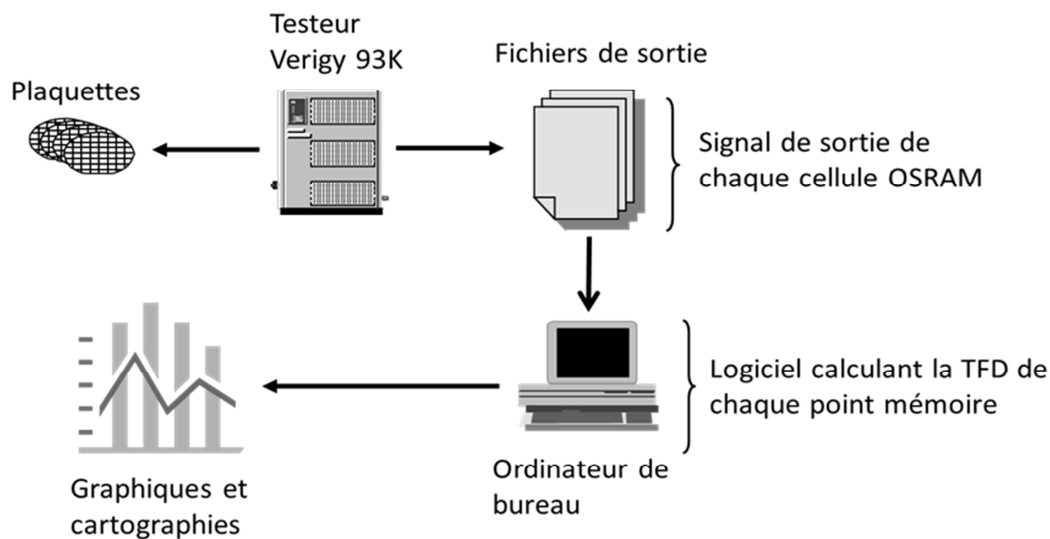 Testeur
Verigy 93K
Fichiers de sortie
Plaquettes
Signal de sortie de
chaque cellule OSRAM
Logiciel calculant la TFD de
chaque point mémoire
Ordinateur de
bureau
Graphiques et
cartographies